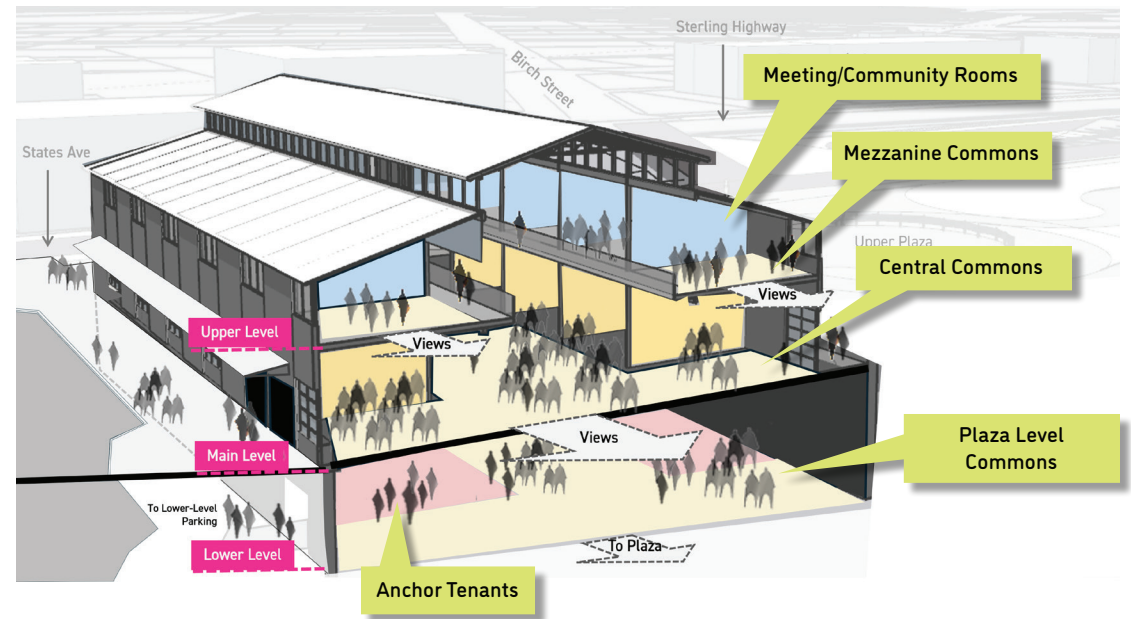 Sterling Highway
Birch Street
Meeting/Community Rooms
States Ave
Mezzanine Commons
Upper Plaza
Central Commons
Views
Upper Level
Views
Views
Plaza Level
Commons
Main Level
To Lower-Level
Parking
Lower Level
To Plaza
Anchor Tenants